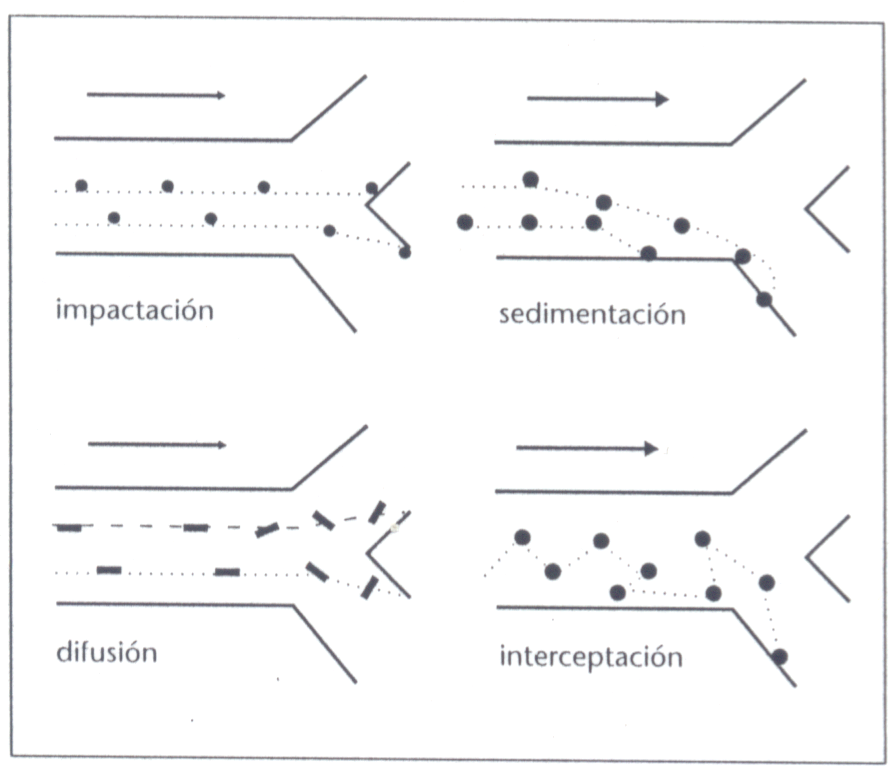 impactación
sedimentación
difusión
interceptación